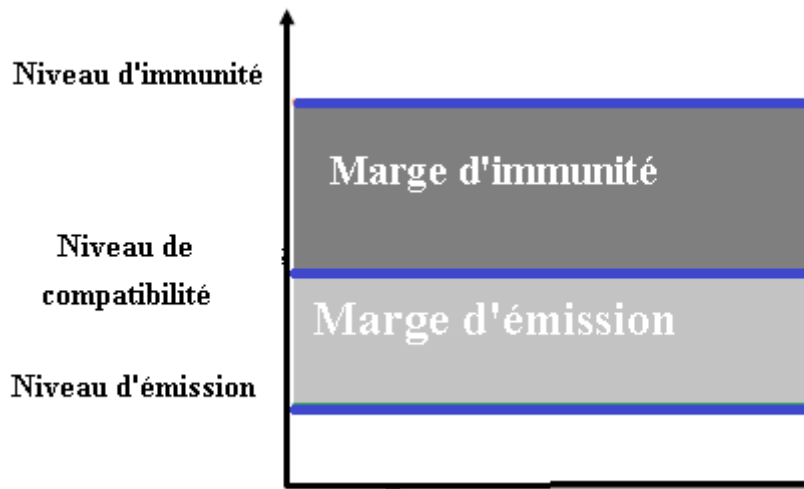 Niveau d'immunité
Marge d'immunité
Niveau de
compatibilité
Marge d'émission
Niveau d'émission